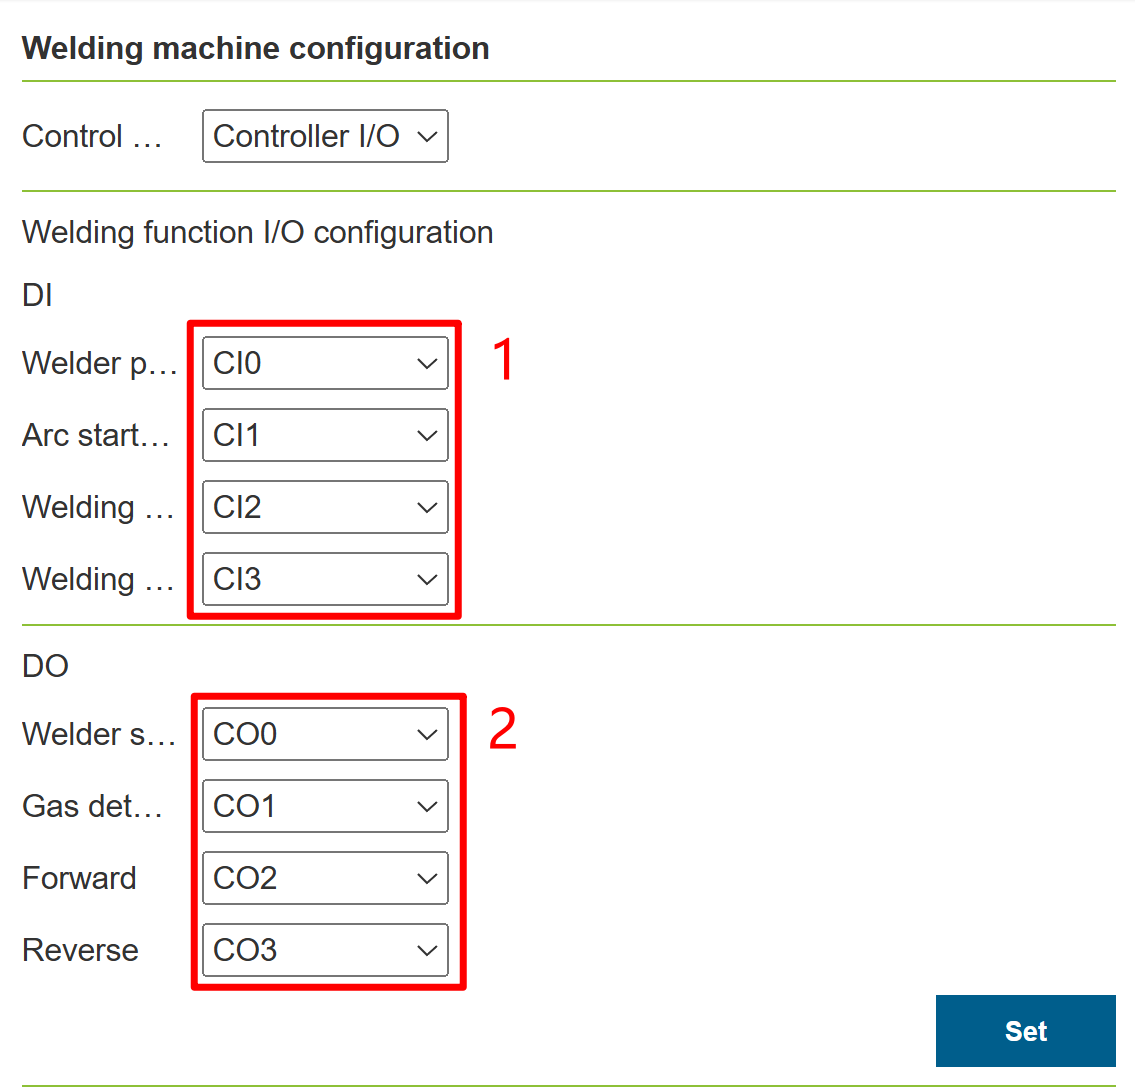 Welding machine configuration
Control ... Controller I/O
Welding function I/O configuration
DI
1
Welder p... CI0
Arc start... CI1
Welding ... CI2
Welding ... CI3
DO
2
Welder s... CO0
Gas det... CO1
Forward CO2
Reverse CO3
Set